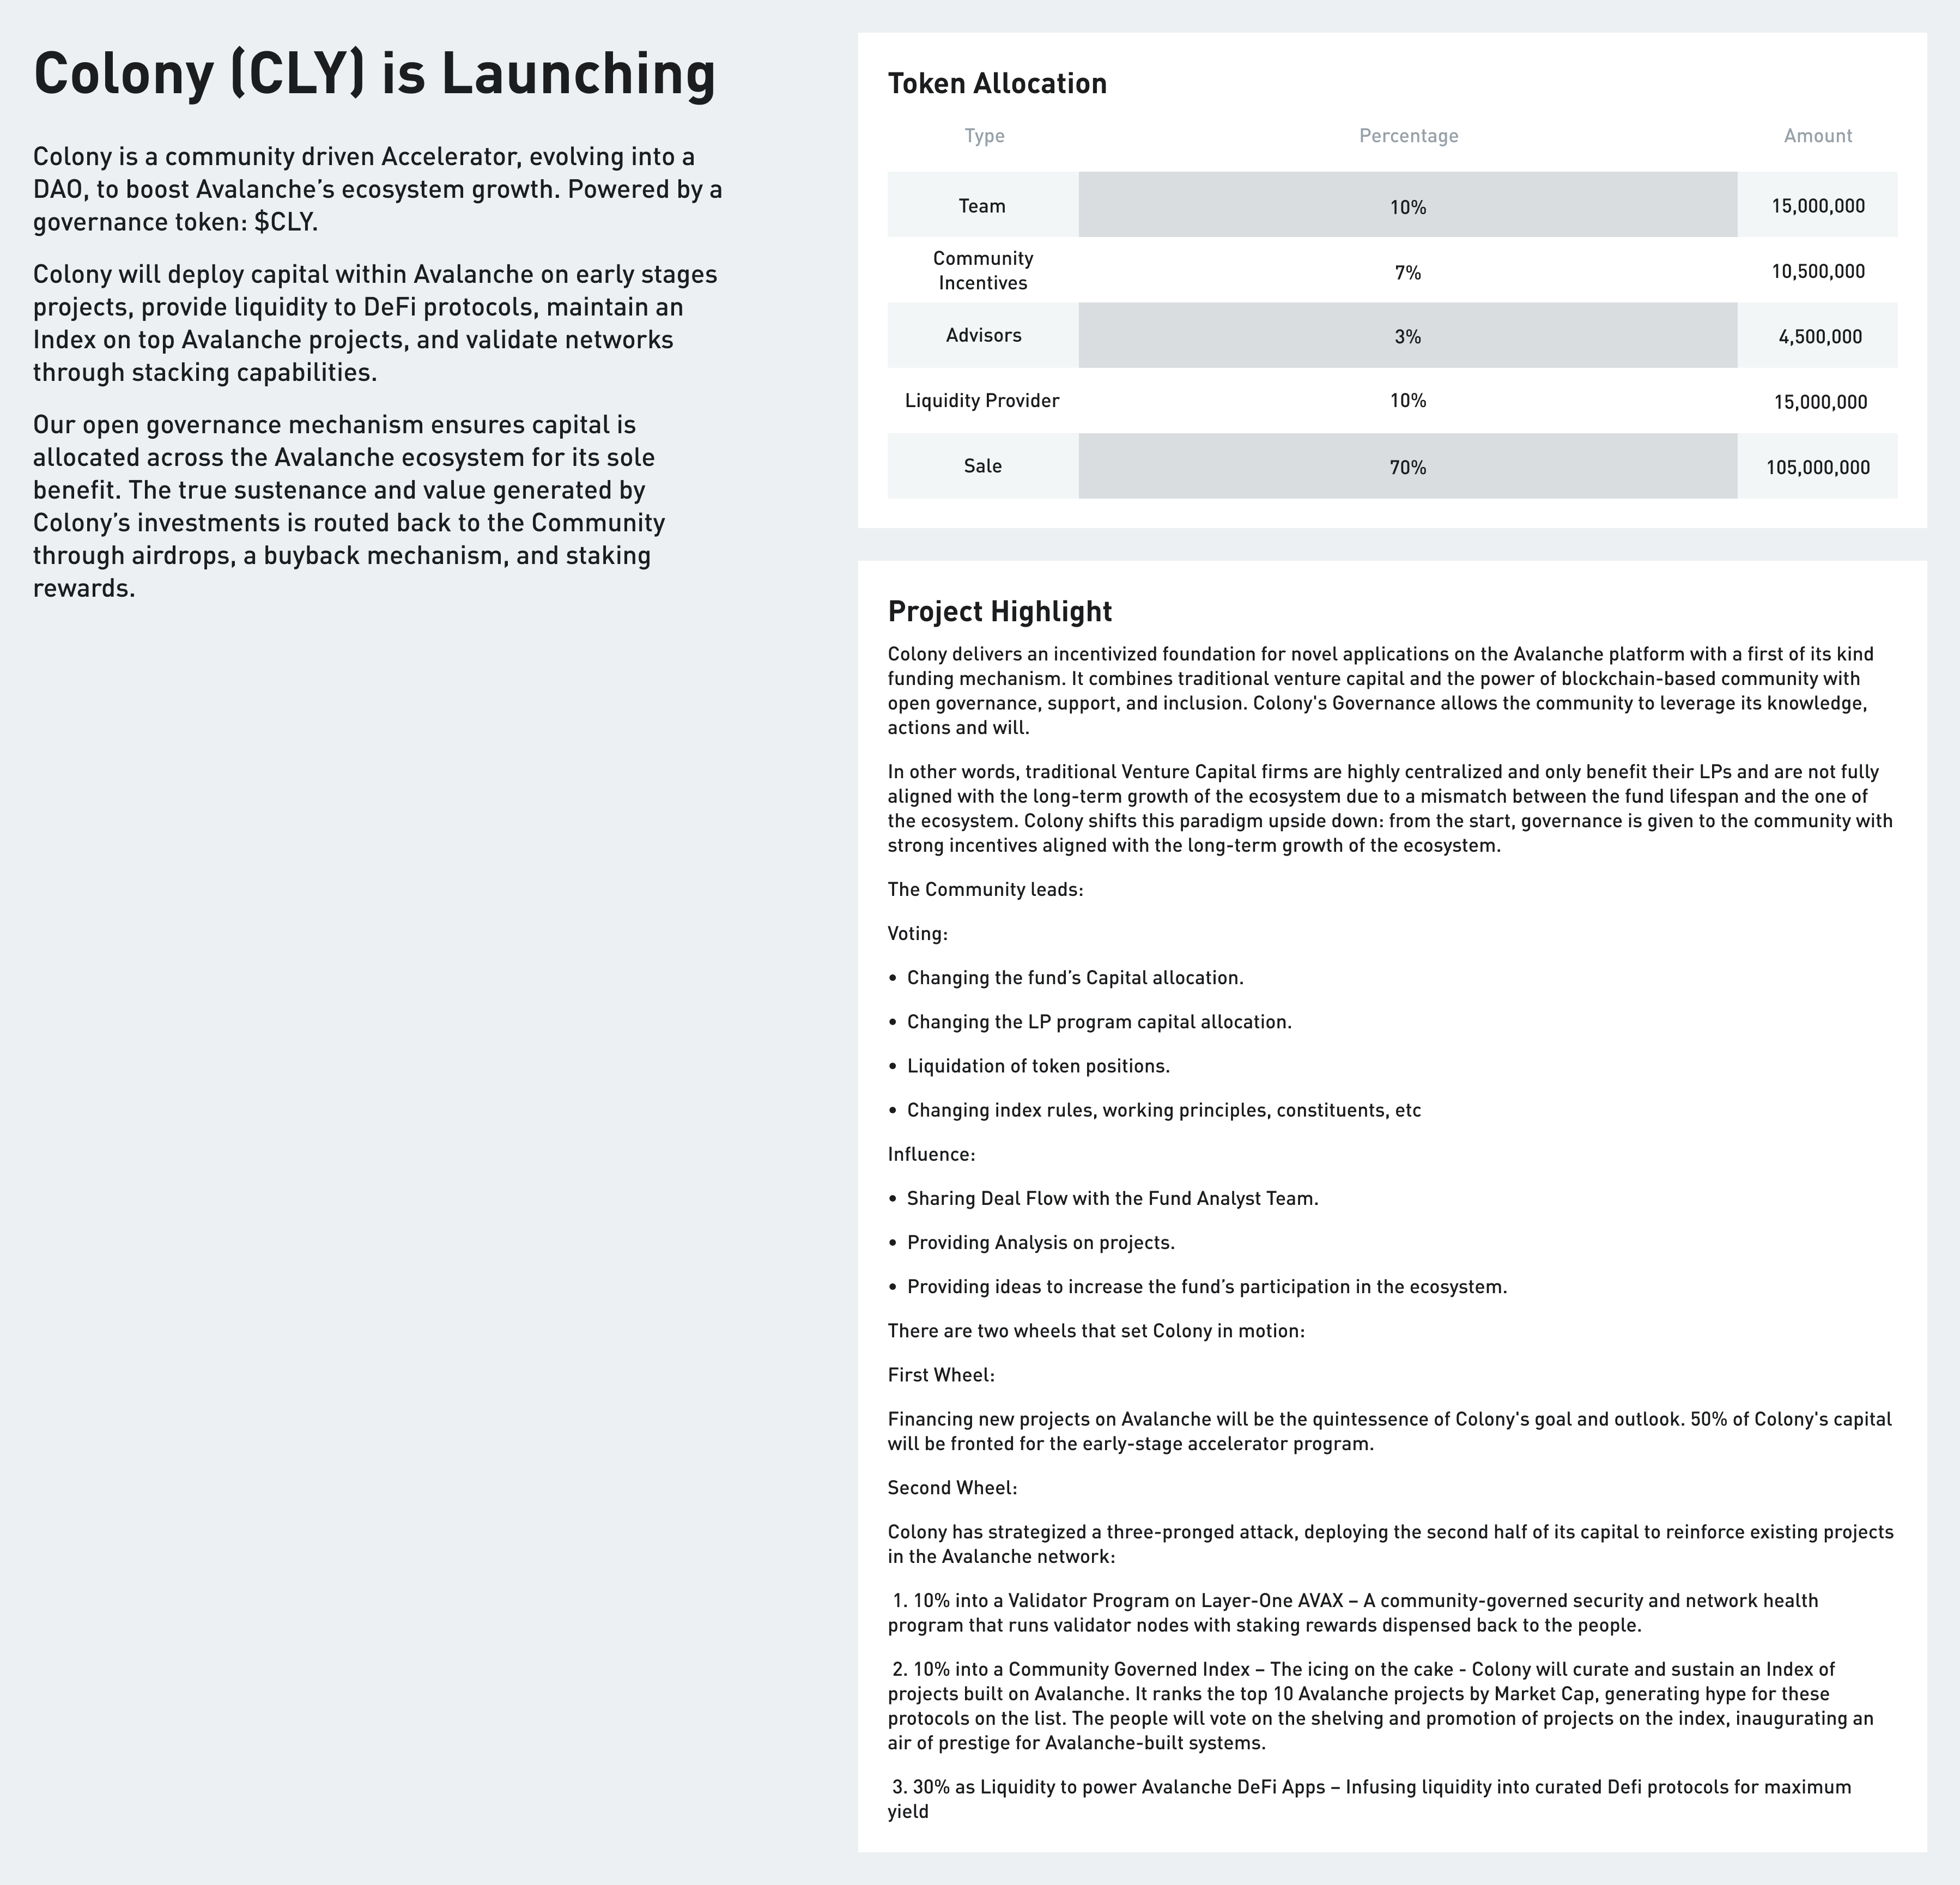 Colony (CLY) is Launching
Colony is a community driven Accelerator, evolving into a
DAO, to boost Avalanche’s ecosystem growth. Powered by a
governance token: $CLY.
Colony will deploy capital within Avalanche on early stages
projects, provide liquidity to DeFi protocols, maintain an
Index on top Avalanche projects, and validate networks
through stacking capabilities.
Our open governance mechanism ensures capital is
allocated across the Avalanche ecosystem for its sole
benefit. The true sustenance and value generated by
Colony’s investments is routed back to the Community
through airdrops, a buyback mechanism, and staking
rewards.
Token Allocation
Type Percentage Amount
Team 10% 15,000,000
Community
Incentives 7% 10,500,000
Advisors 3% 4,500,000
Liquidity Provider 10% 15,000,000
Sale 70% 105,000,000
Project Highlight
Colony delivers an incentivized foundation for novel applications on the Avalanche platform with a first of its kind
funding mechanism. It combines traditional venture capital and the power of blockchain-based community with
open governance, support, and inclusion. Colony's Governance allows the community to leverage its knowledge,
actions and will.
In other words, traditional Venture Capital firms are highly centralized and only benefit their LPs and are not fully
aligned with the long-term growth of the ecosystem due to a mismatch between the fund lifespan and the one of
the ecosystem. Colony shifts this paradigm upside down: from the start, governance is given to the community with
strong incentives aligned with the long-term growth of the ecosystem.
The Community leads:
Voting:
• Changing the fund’s Capital allocation.
• Changing the LP program capital allocation.
• Liquidation of token positions.
• Changing index rules, working principles, constituents, etc
Influence:
• Sharing Deal Flow with the Fund Analyst Team.
• Providing Analysis on projects.
• Providing ideas to increase the fund’s participation in the ecosystem.
There are two wheels that set Colony in motion:
First Wheel:
Financing new projects on Avalanche will be the quintessence of Colony's goal and outlook. 50% of Colony's capital
will be fronted for the early-stage accelerator program.
Second Wheel:
Colony has strategized a three-pronged attack, deploying the second half of its capital to reinforce existing projects
in the Avalanche network:
1. 10% into a Validator Program on Layer-One AVAX – A community-governed security and network health
program that runs validator nodes with staking rewards dispensed back to the people.
2. 10% into a Community Governed Index – The icing on the cake - Colony will curate and sustain an Index of
projects built on Avalanche. It ranks the top 10 Avalanche projects by Market Cap, generating hype for these
protocols on the list. The people will vote on the shelving and promotion of projects on the index, inaugurating an
air of prestige for Avalanche-built systems.
3. 30% as Liquidity to power Avalanche DeFi Apps – Infusing liquidity into curated Defi protocols for maximum
yield